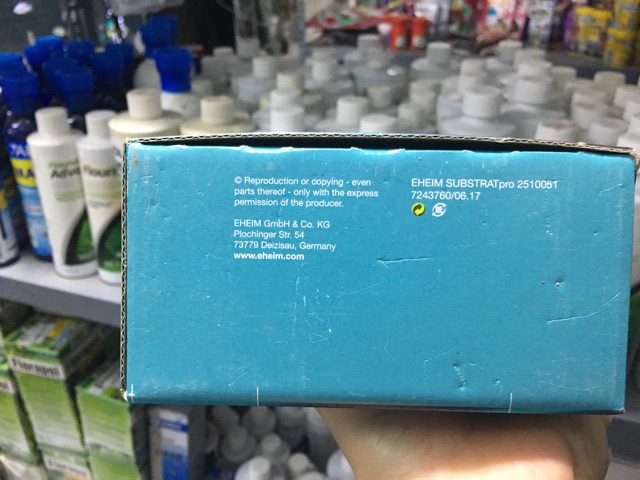 © Reproduction or copying - even
parts thereof - only with the express
permission of the producer.
EHEIM GmbH & Co. KG
Plochinger Str. 54
73779 Deizisau, Germany
www.eheim.com
EHEIM SUBSTRATpro 2510051
7243760/06.17